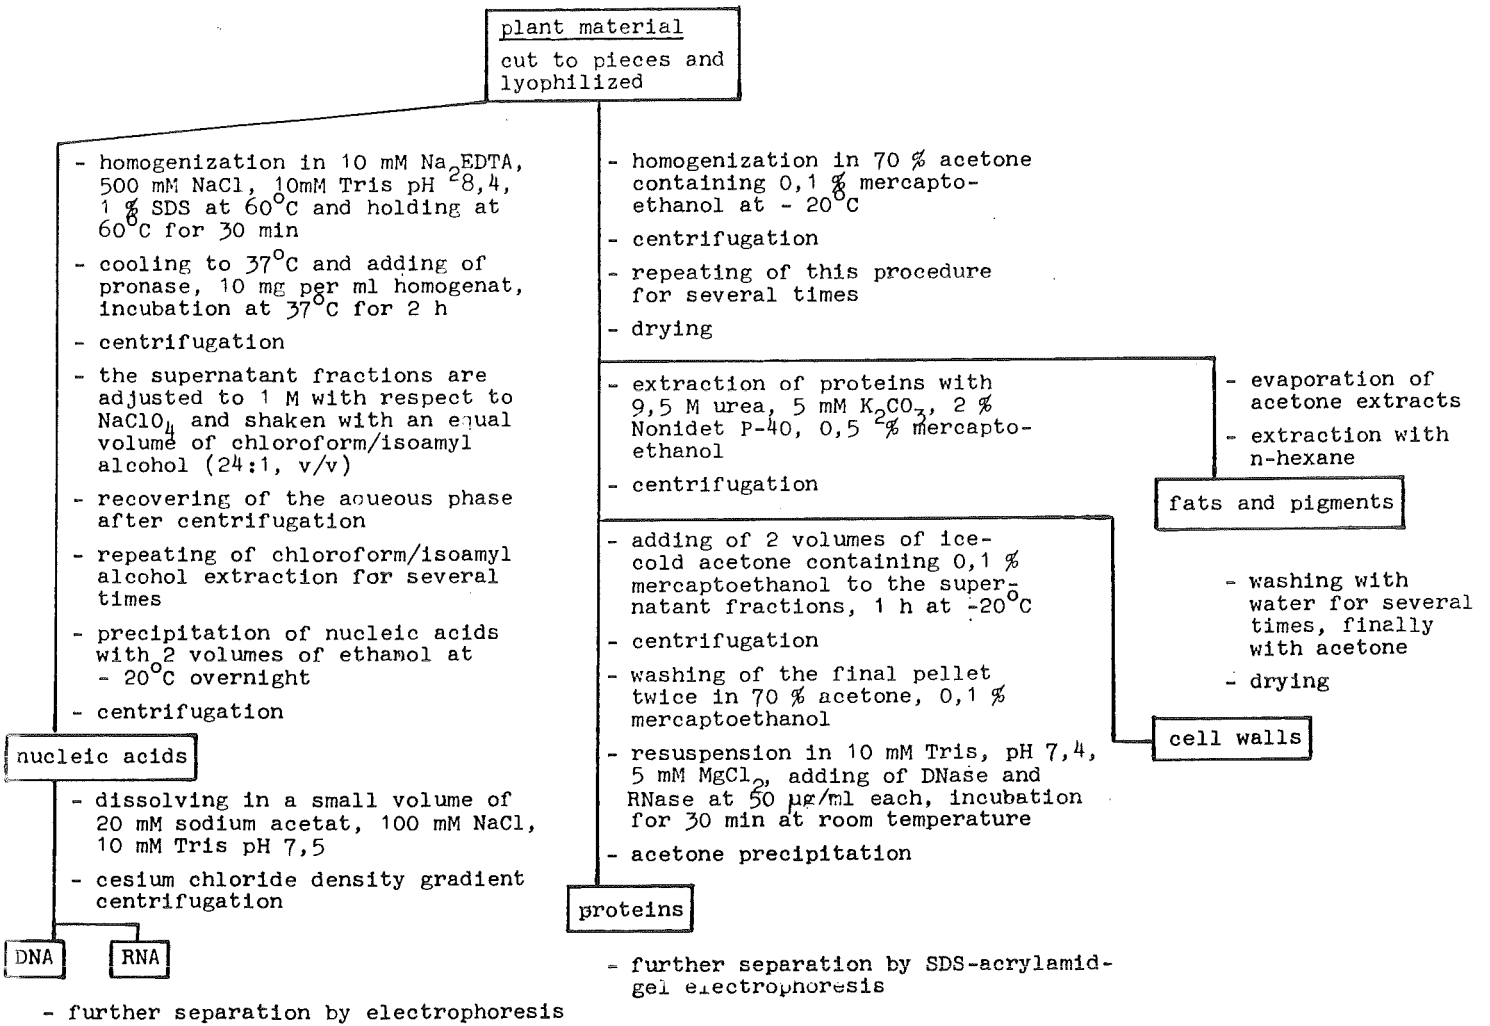 plant material
cut to pieces and
lyophilized
- homogenization in 10 mM Na2EDTA,
500 mM NaCl, 10mM Tris pH 8,4,
1 % SDS at 60°C and holding at
60°C for 30 min
- cooling to 37°C and adding of
pronase, 10 mg per ml homogenat,
incubation at 37°C for 2 h
- centrifugation
- the supernatant fractions are
adjusted to 1 M with respect to
NaClO4 and shaken with an equal
volume of chloroform/isoamyl
alcohol (24:1, v/v)
- recovering of the aqueous phase
after centrifugation
- repeating of chloroform/isoamyl
alcohol extraction for several
times
- precipitation of nucleic acids
with 2 volumes of ethanol at
- 20°C overnight
- centrifugation
nucleic acids
- dissolving in a small volume of
20 mM sodium acetat, 100 mM NaCl,
10 mM Tris pH 7,5
- cesium chloride density gradient
centrifugation
DNA
RNA
- further separation by electrophoresis
- homogenization in 70 % acetone
containing 0,1 % mercapto-
ethanol at - 20°C
- centrifugation
- repeating of this procedure
for several times
- drying
- extraction of proteins with
9,5 M urea, 5 mM K2CO3, 2 %
Nonidet P-40, 0,5 % mercapto-
ethanol
- centrifugation
- adding of 2 volumes of ice-
cold acetone containing 0,1 %
mercaptoethanol to the super-
natant fractions, 1 h at -20°C
- centrifugation
- washing of the final pellet
twice in 70 % acetone, 0,1 %
mercaptoethanol
- resuspension in 10 mM Tris, pH 7,4,
5 mM MgCl2, adding of DNase and
RNase at 50 µg/ml each, incubation
for 30 min at room temperature
- acetone precipitation
proteins
- further separation by SDS-acrylamid-
gel electrophoresis
- evaporation of
acetone extracts
- extraction with
n-hexane
fats and pigments
- washing with
water for several
times, finally
with acetone
- drying
cell walls